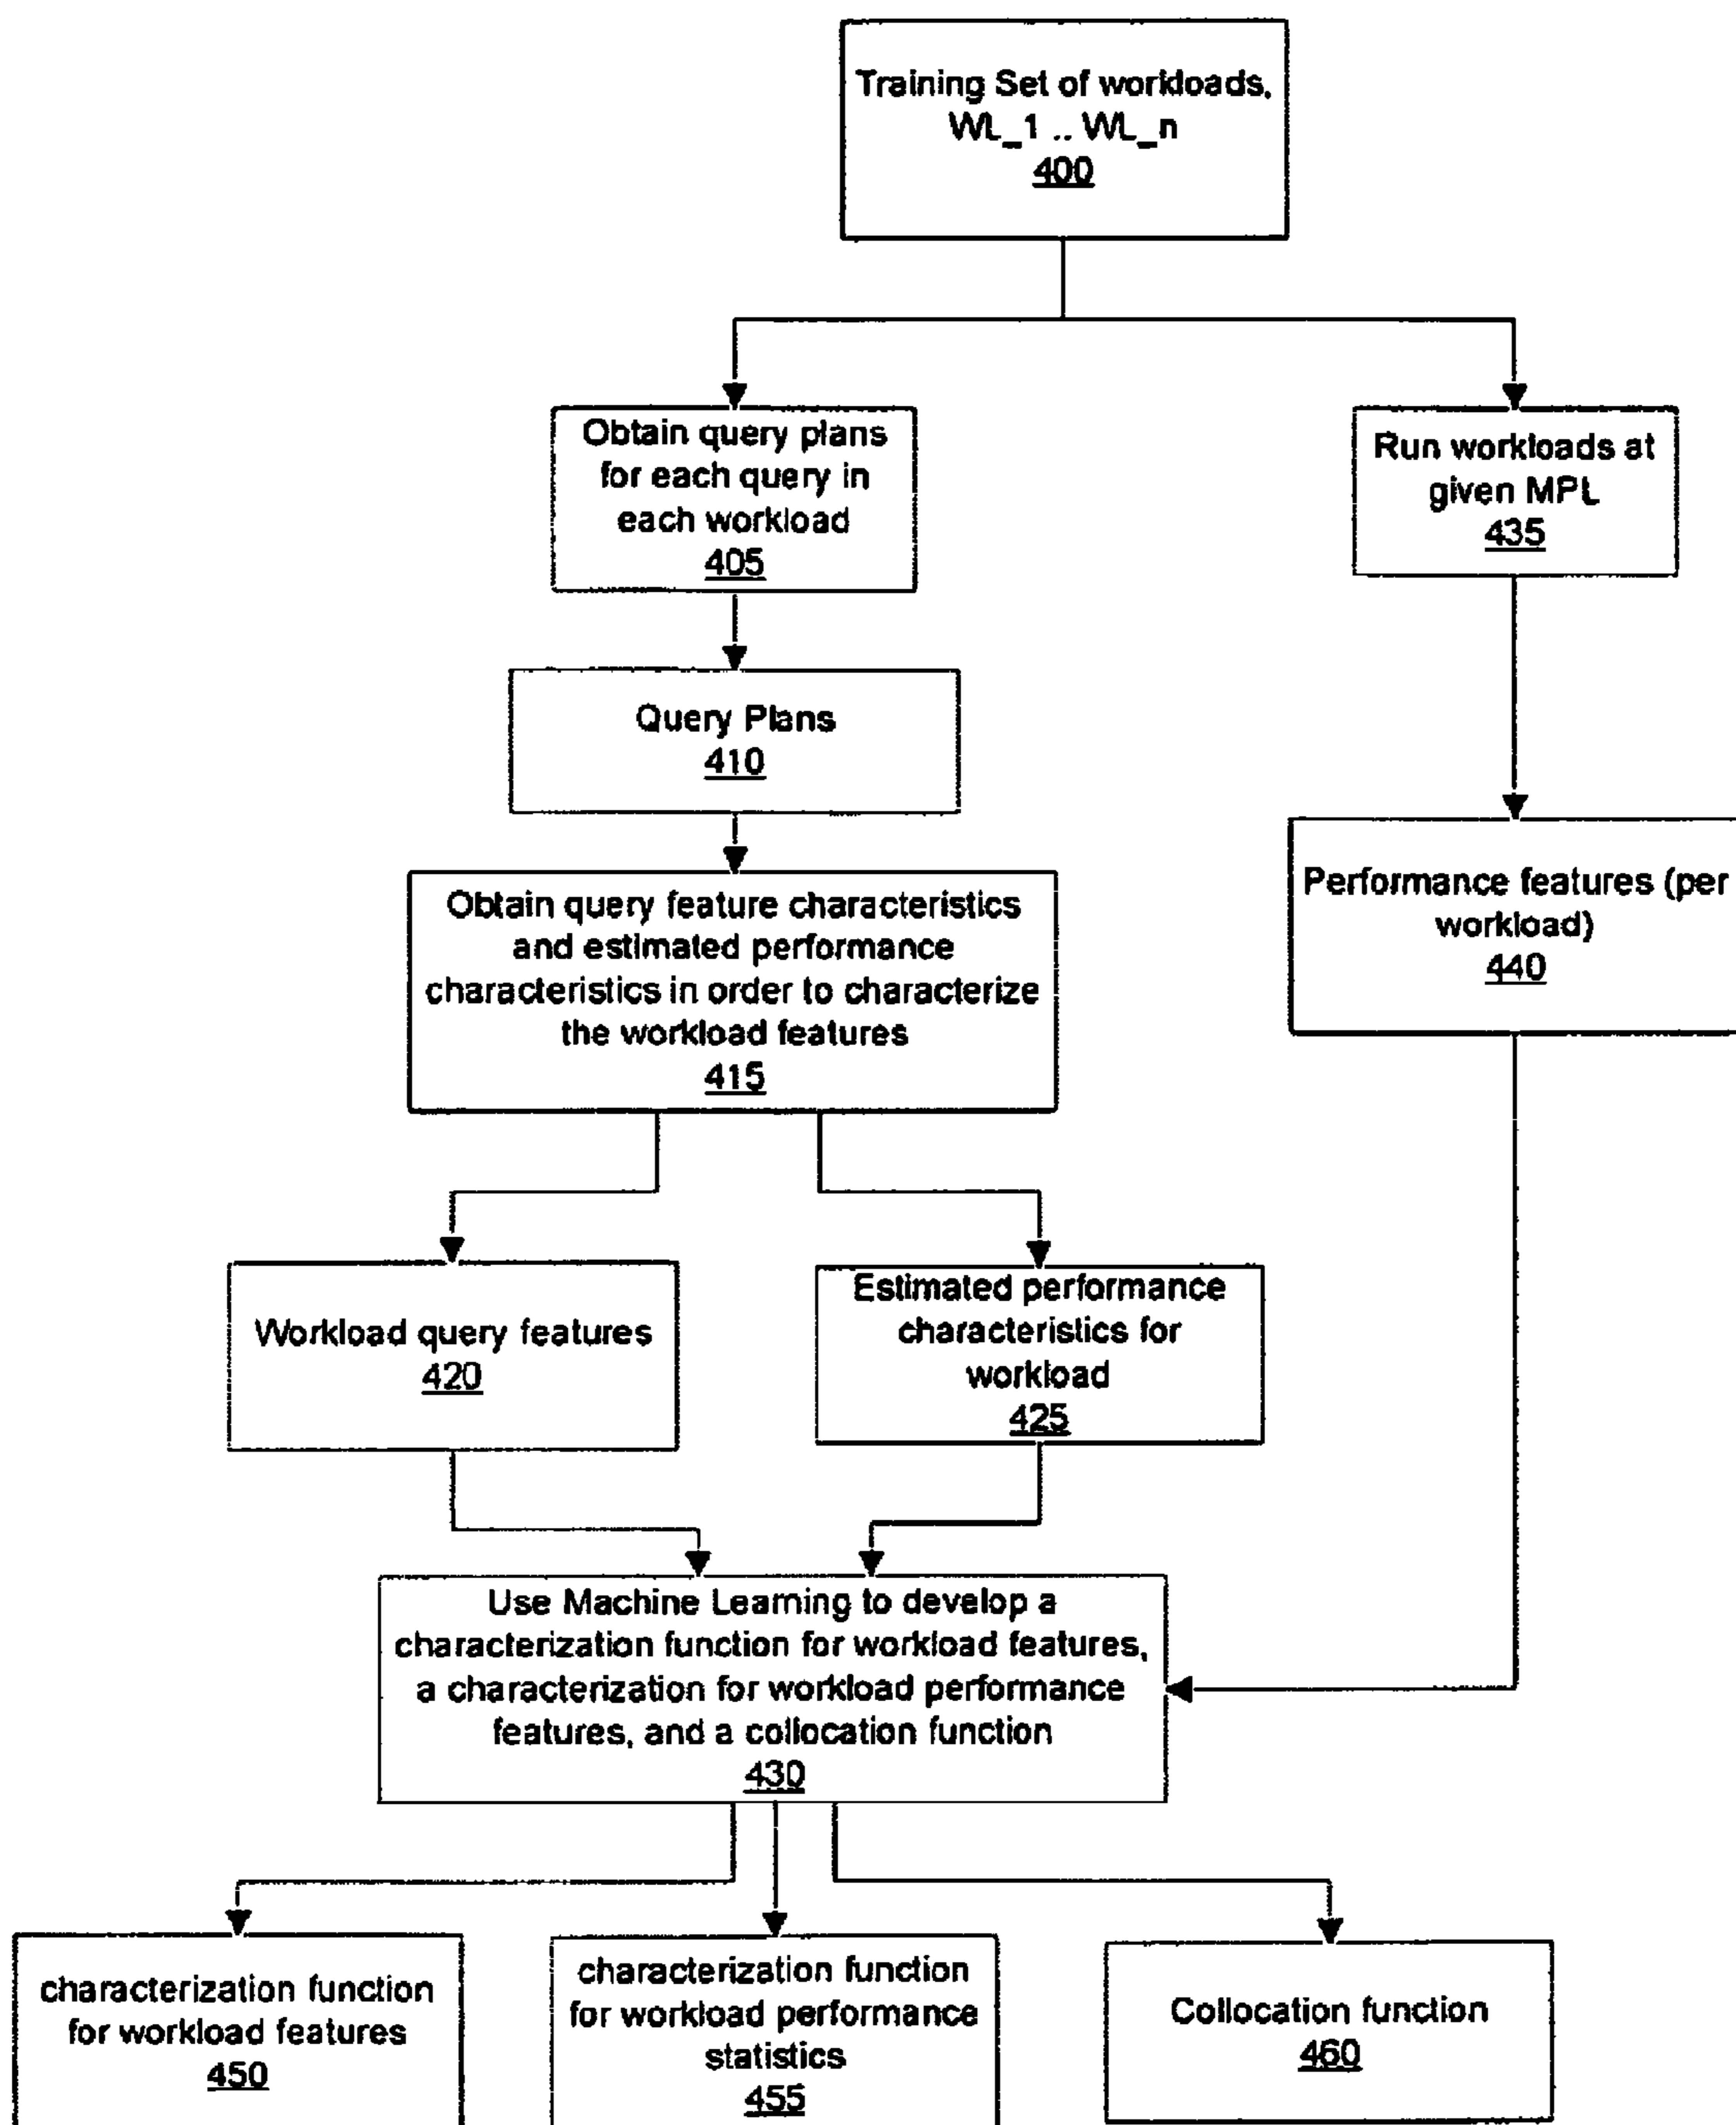 Training Set of workloads,
WL_1 .. WL_n
400
Obtain query plans
for each query in
each workload
405
Run workloads at
given MPL
435
Query Plans
410
Performance features (per
workload)
440
Obtain query feature characteristics
and estimated performance
characteristics in order to characterize
the workload features
415
Workload query features
420
Estimated performance
characteristics for
workload
425
Use Machine Learning to develop a
characterization function for workload features,
a characterization for workload performance
features, and a collocation function
430
characterization function
for workload features
450
characterization function
for workload performance
statistics
455
Collocation function
460